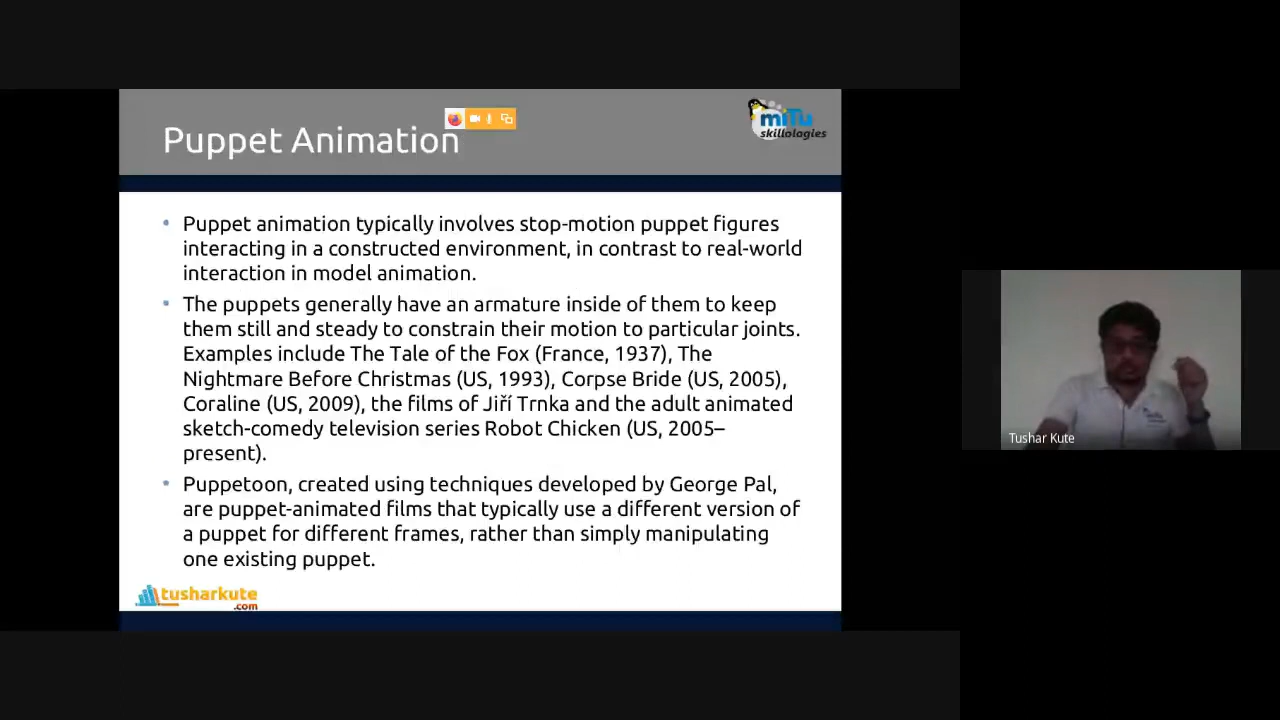 Puppet Animation
miTu
skillologies
• Puppet animation typically involves stop-motion puppet figures
interacting in a constructed environment, in contrast to real-world
interaction in model animation.
• The puppets generally have an armature inside of them to keep
them still and steady to constrain their motion to particular joints.
Examples include The Tale of the Fox (France, 1937), The
Nightmare Before Christmas (US, 1993), Corpse Bride (US, 2005),
Coraline (US, 2009), the films of Jiří Trnka and the adult animated
sketch-comedy television series Robot Chicken (US, 2005–
present).
• Puppetoon, created using techniques developed by George Pal,
are puppet-animated films that typically use a different version of
a puppet for different frames, rather than simply manipulating
one existing puppet.
tusharkute
.com
Tushar Kute